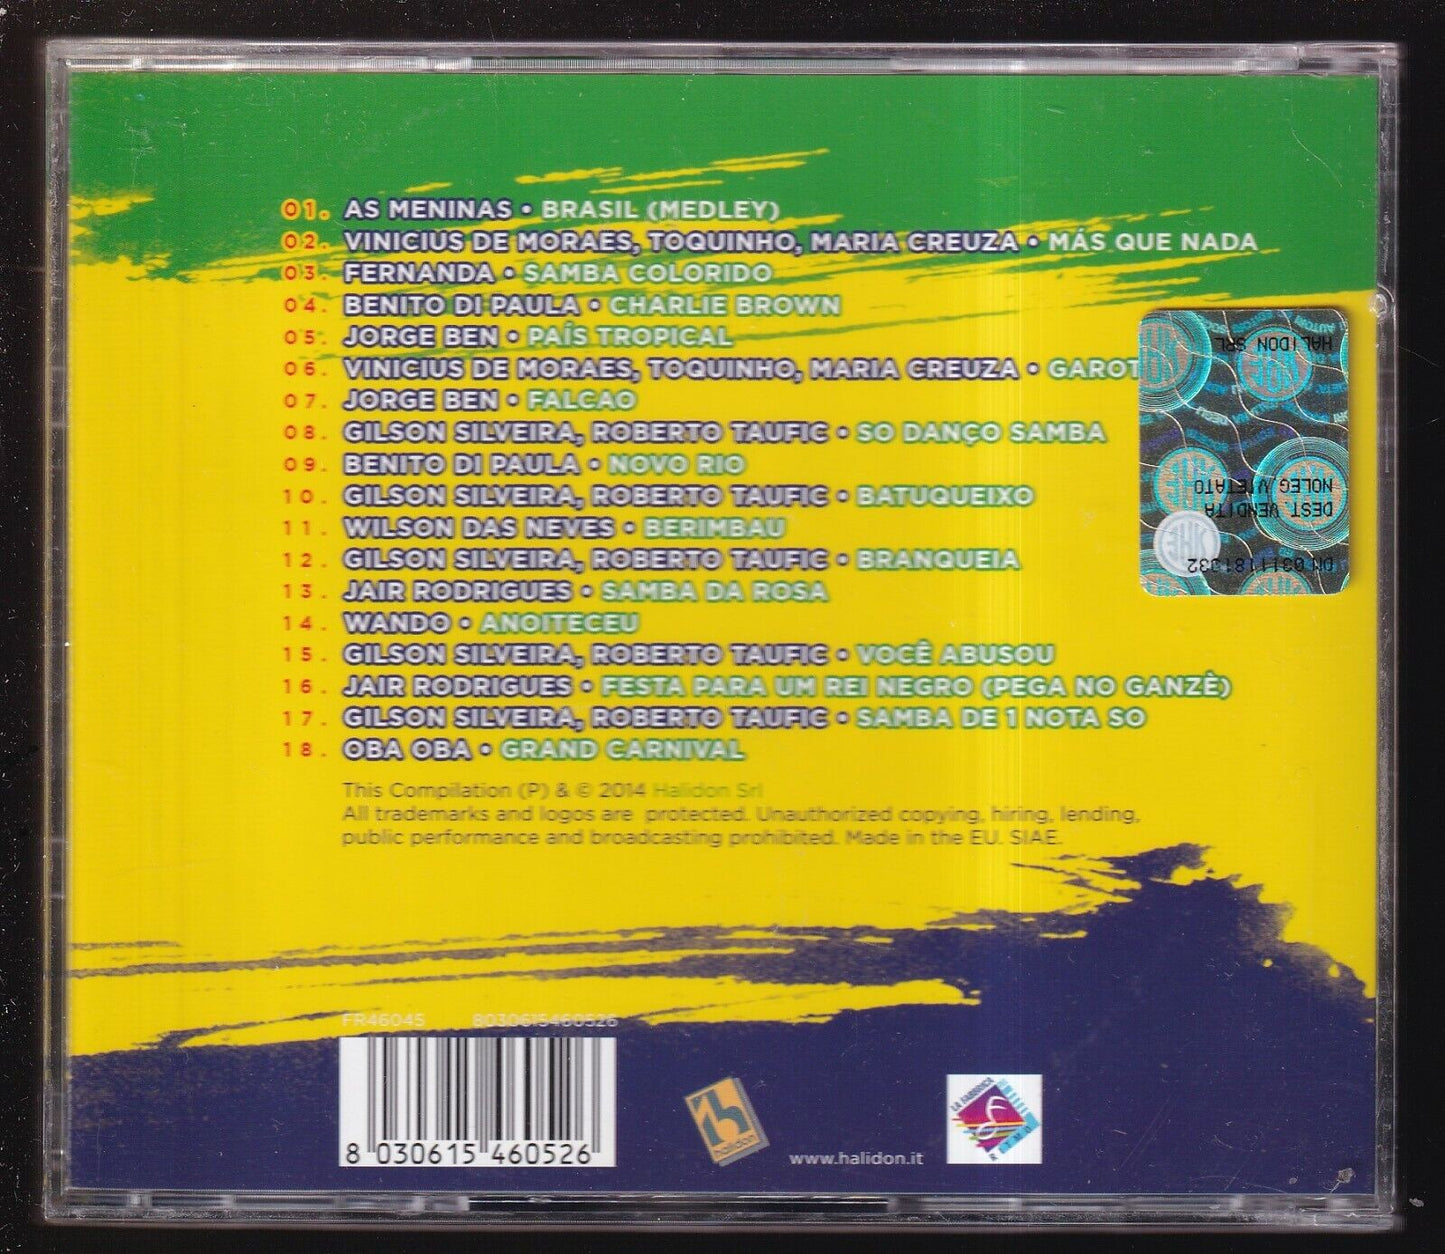 01. AS MENINAS • BRASIL (MEDLEY)
02. VINICIUS DE MORAES, TOQUINHO, MARIA CREUZA • MÁS QUE NADA
03. FERNANDA • SAMBA COLORIDO
04. BENITO DI PAULA • CHARLIE BROWN
05. JORGE BEN • PAÍS TROPICAL
06. VINICIUS DE MORAES, TOQUINHO, MARIA CREUZA • GAROT
07. JORGE BEN • FALCAO
08. GILSON SILVEIRA, ROBERTO TAUFIC • SO DANÇO SAMBA
09. BENITO DI PAULA • NOVO RIO
10. GILSON SILVEIRA, ROBERTO TAUFIC • BATUQUEIXO
11. WILSON DAS NEVES • BERIMBAU
12. GILSON SILVEIRA, ROBERTO TAUFIC • BRANQUEIA
13. JAIR RODRIGUES • SAMBA DA ROSA
14. WANDO • ANOITECEU
15. GILSON SILVEIRA, ROBERTO TAUFIC • VOCÊ ABUSOU
16. JAIR RODRIGUES • FESTA PARA UM REI NEGRO (PEGA NO GANZÊ)
17. GILSON SILVEIRA, ROBERTO TAUFIC • SAMBA DE 1 NOTA SO
18. OBA OBA • GRAND CARNIVAL
This Compilation (P) & © 2014 Halidon Srl
All trademarks and logos are protected. Unauthorized copying, hiring, lending,
public performance and broadcasting prohibited. Made in the EU. SIAE.
HALIDON SRL
NOLEG VIETATO
DEST VENDITA
FR46045 8030615460526
8 030615 460526
halidon
www.halidon.it
LA FABBRICA
RITMO